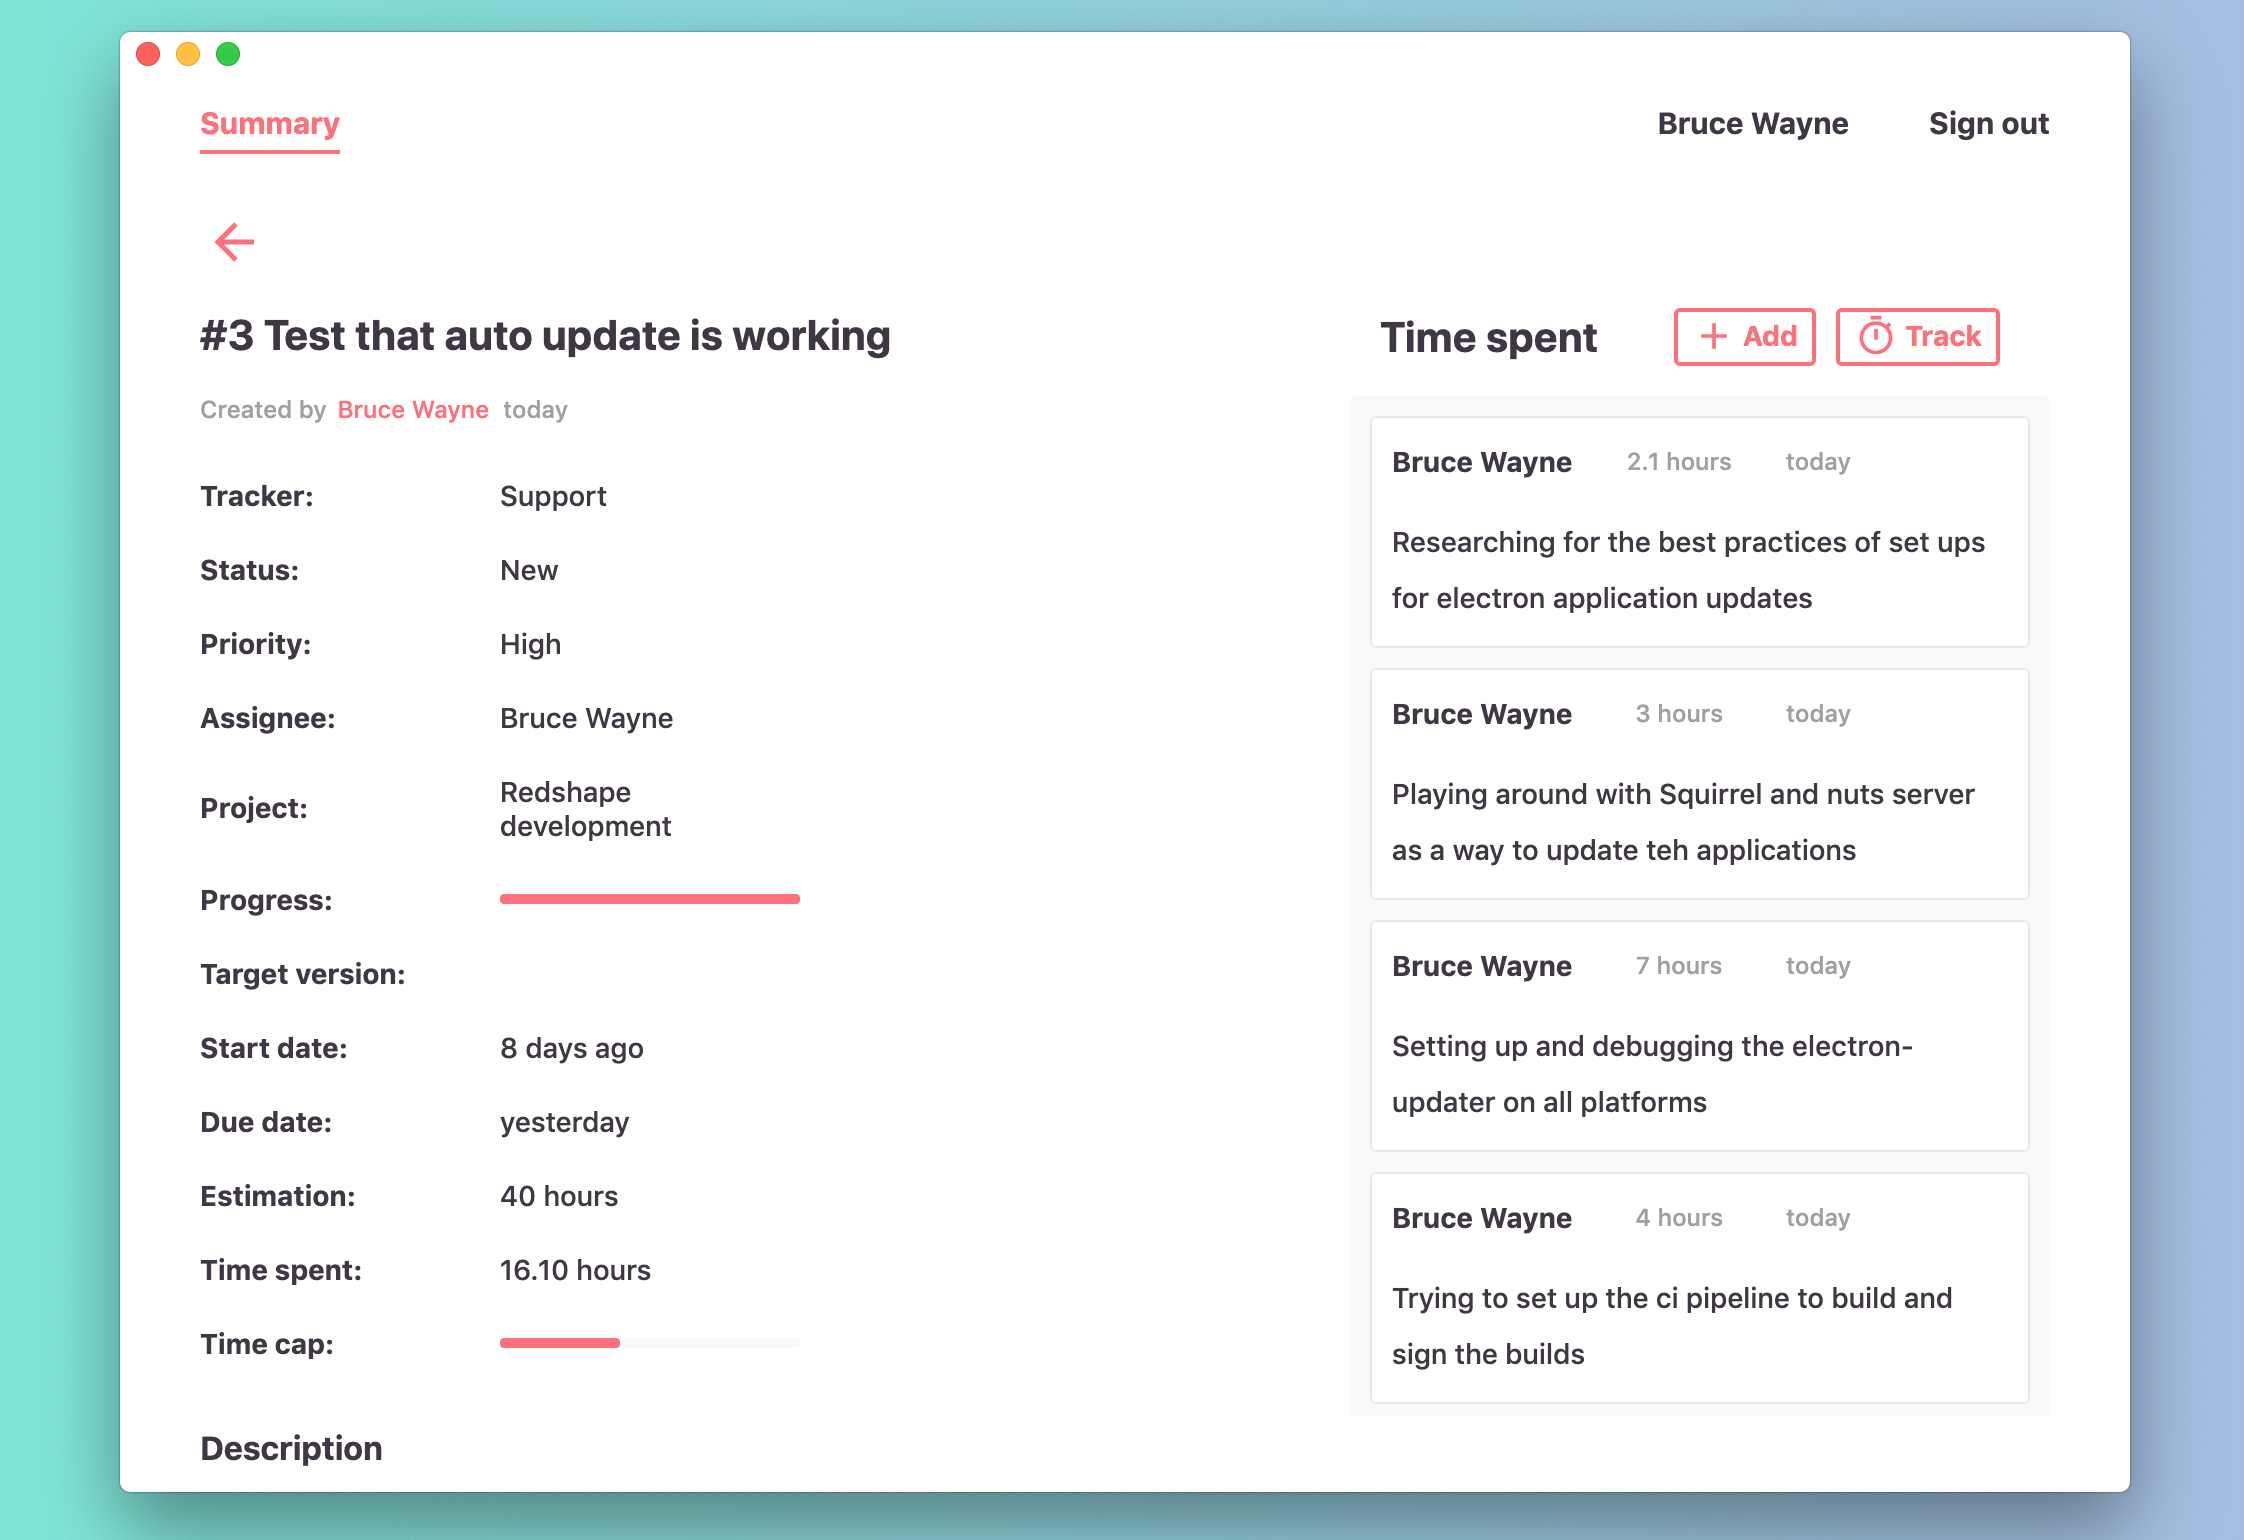 Summary
Bruce Wayne
Sign out
#3 Test that auto update is working
Created by Bruce Wayne today
Tracker: Support
Status: New
Priority: High
Assignee: Bruce Wayne
Project: Redshape
development
Progress:
Target version:
Start date: 8 days ago
Due date: yesterday
Estimation: 40 hours
Time spent: 16.10 hours
Time cap:
Description
Time spent
Add
Track
Bruce Wayne 2.1 hours today
Researching for the best practices of set ups
for electron application updates
Bruce Wayne 3 hours today
Playing around with Squirrel and nuts server
as a way to update teh applications
Bruce Wayne 7 hours today
Setting up and debugging the electron-
updater on all platforms
Bruce Wayne 4 hours today
Trying to set up the ci pipeline to build and
sign the builds